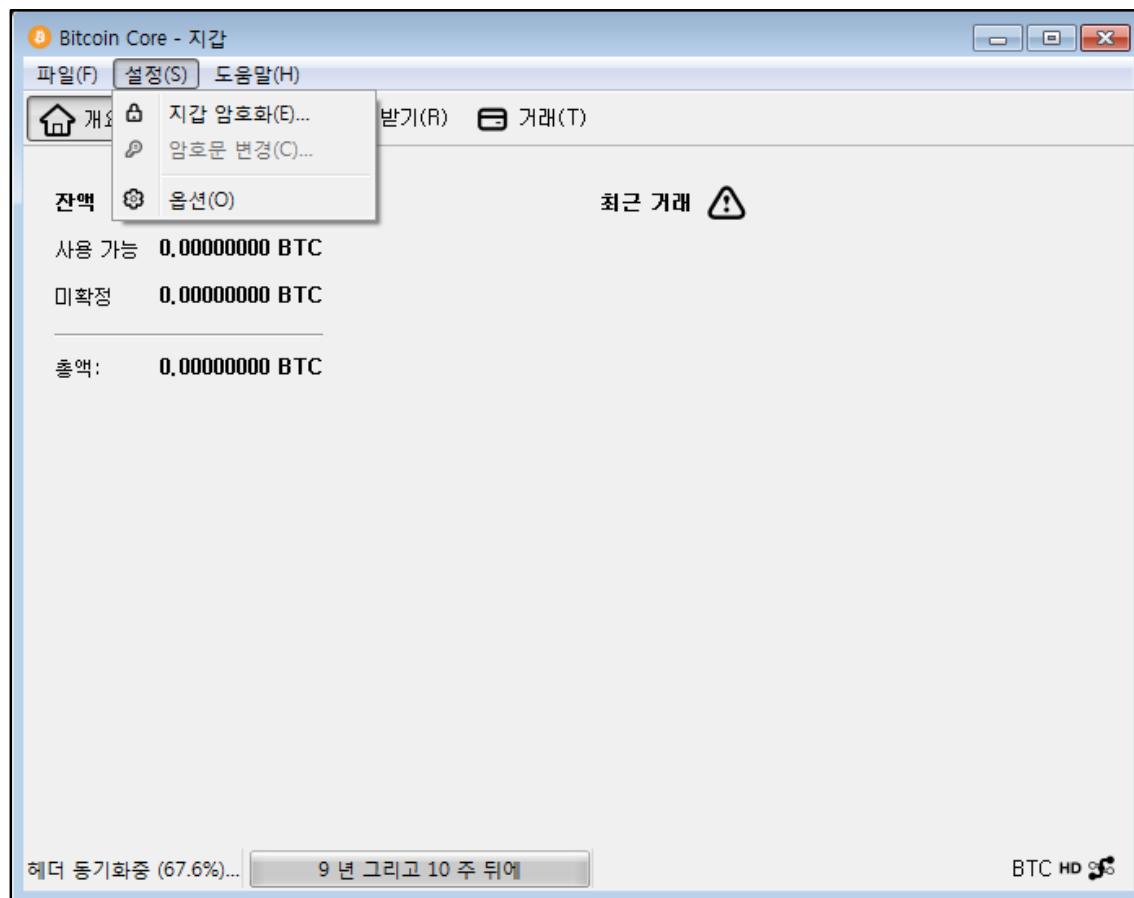 Bitcoin Core - 지갑
파일(F) 설정(S) 도움말(H)
지갑 암호화(E)...
암호문 변경(C)...
옵션(O)
받기(R) 거래(T)
잔액
사용 가능 0.00000000 BTC
미확정 0.00000000 BTC
총액: 0.00000000 BTC
최근 거래
헤더 동기화중 (67.6%)... 9 년 그리고 10 주 뒤에 BTC HD